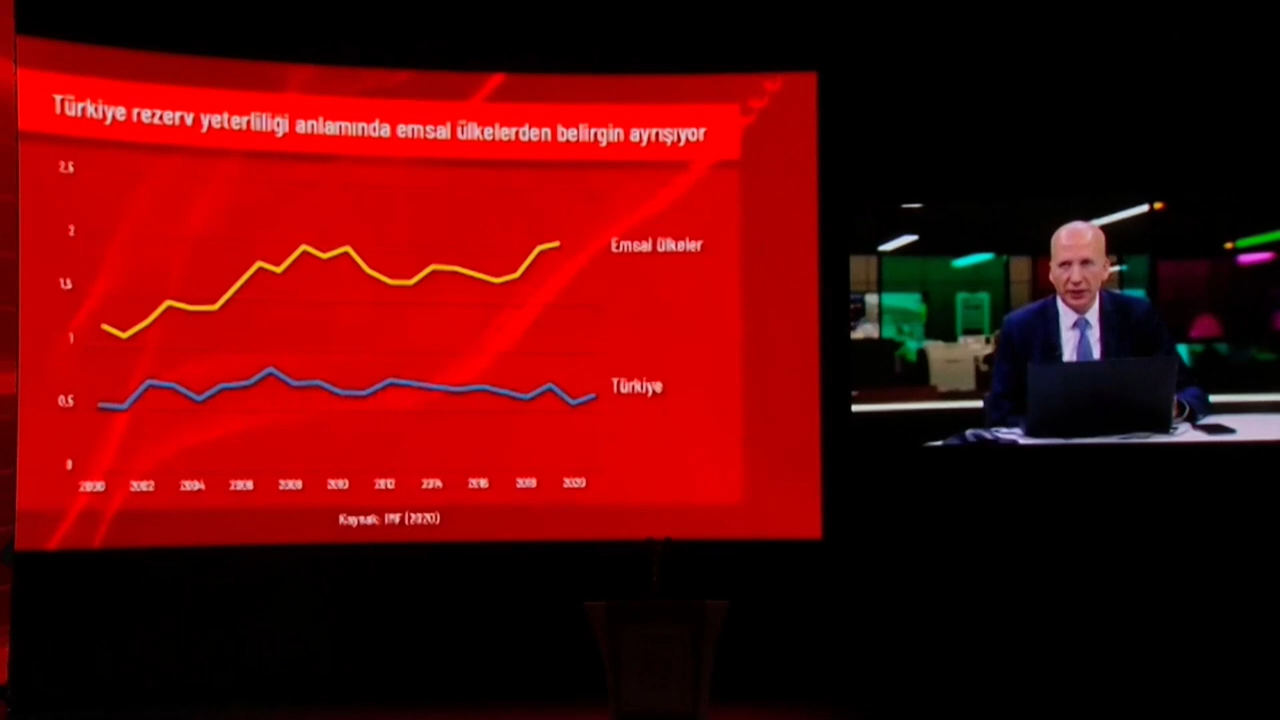 Türkiye rezerv yeterliliği anlamında emsal ülkelerden belirgin ayrışıyor
2.5
2
1.5
1
0.5
0
Emsal ülkeler
Türkiye
2000 2002 2004 2006 2008 2010 2012 2014 2016 2018 2020
Kaynak: IMF (2020)